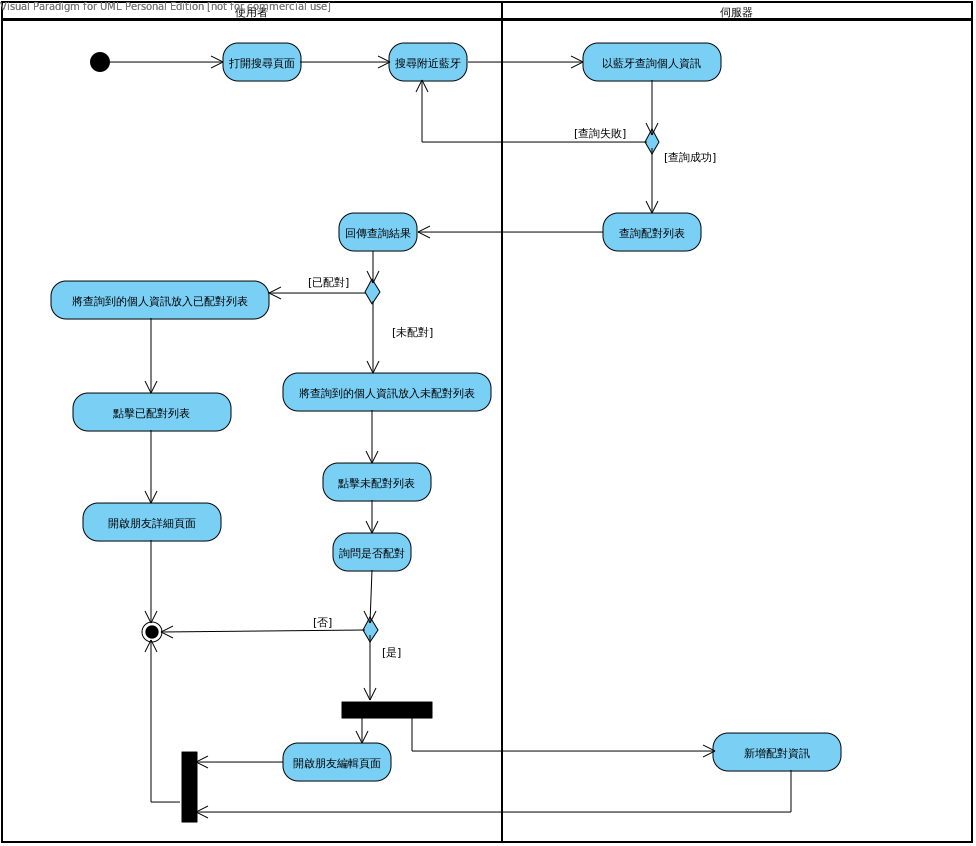 Visual Paradigm for UML Personal Edition [not for commercial use]
使用者
伺服器
打開搜尋頁面
搜尋附近藍牙
以藍牙查詢個人資訊
[查詢失敗]
[查詢成功]
回傳查詢結果
查詢配對列表
[已配對]
將查詢到的個人資訊放入已配對列表
[未配對]
將查詢到的個人資訊放入未配對列表
點擊已配對列表
點擊未配對列表
開啟朋友詳細頁面
詢問是否配對
[否]
[是]
開啟朋友編輯頁面
新增配對資訊